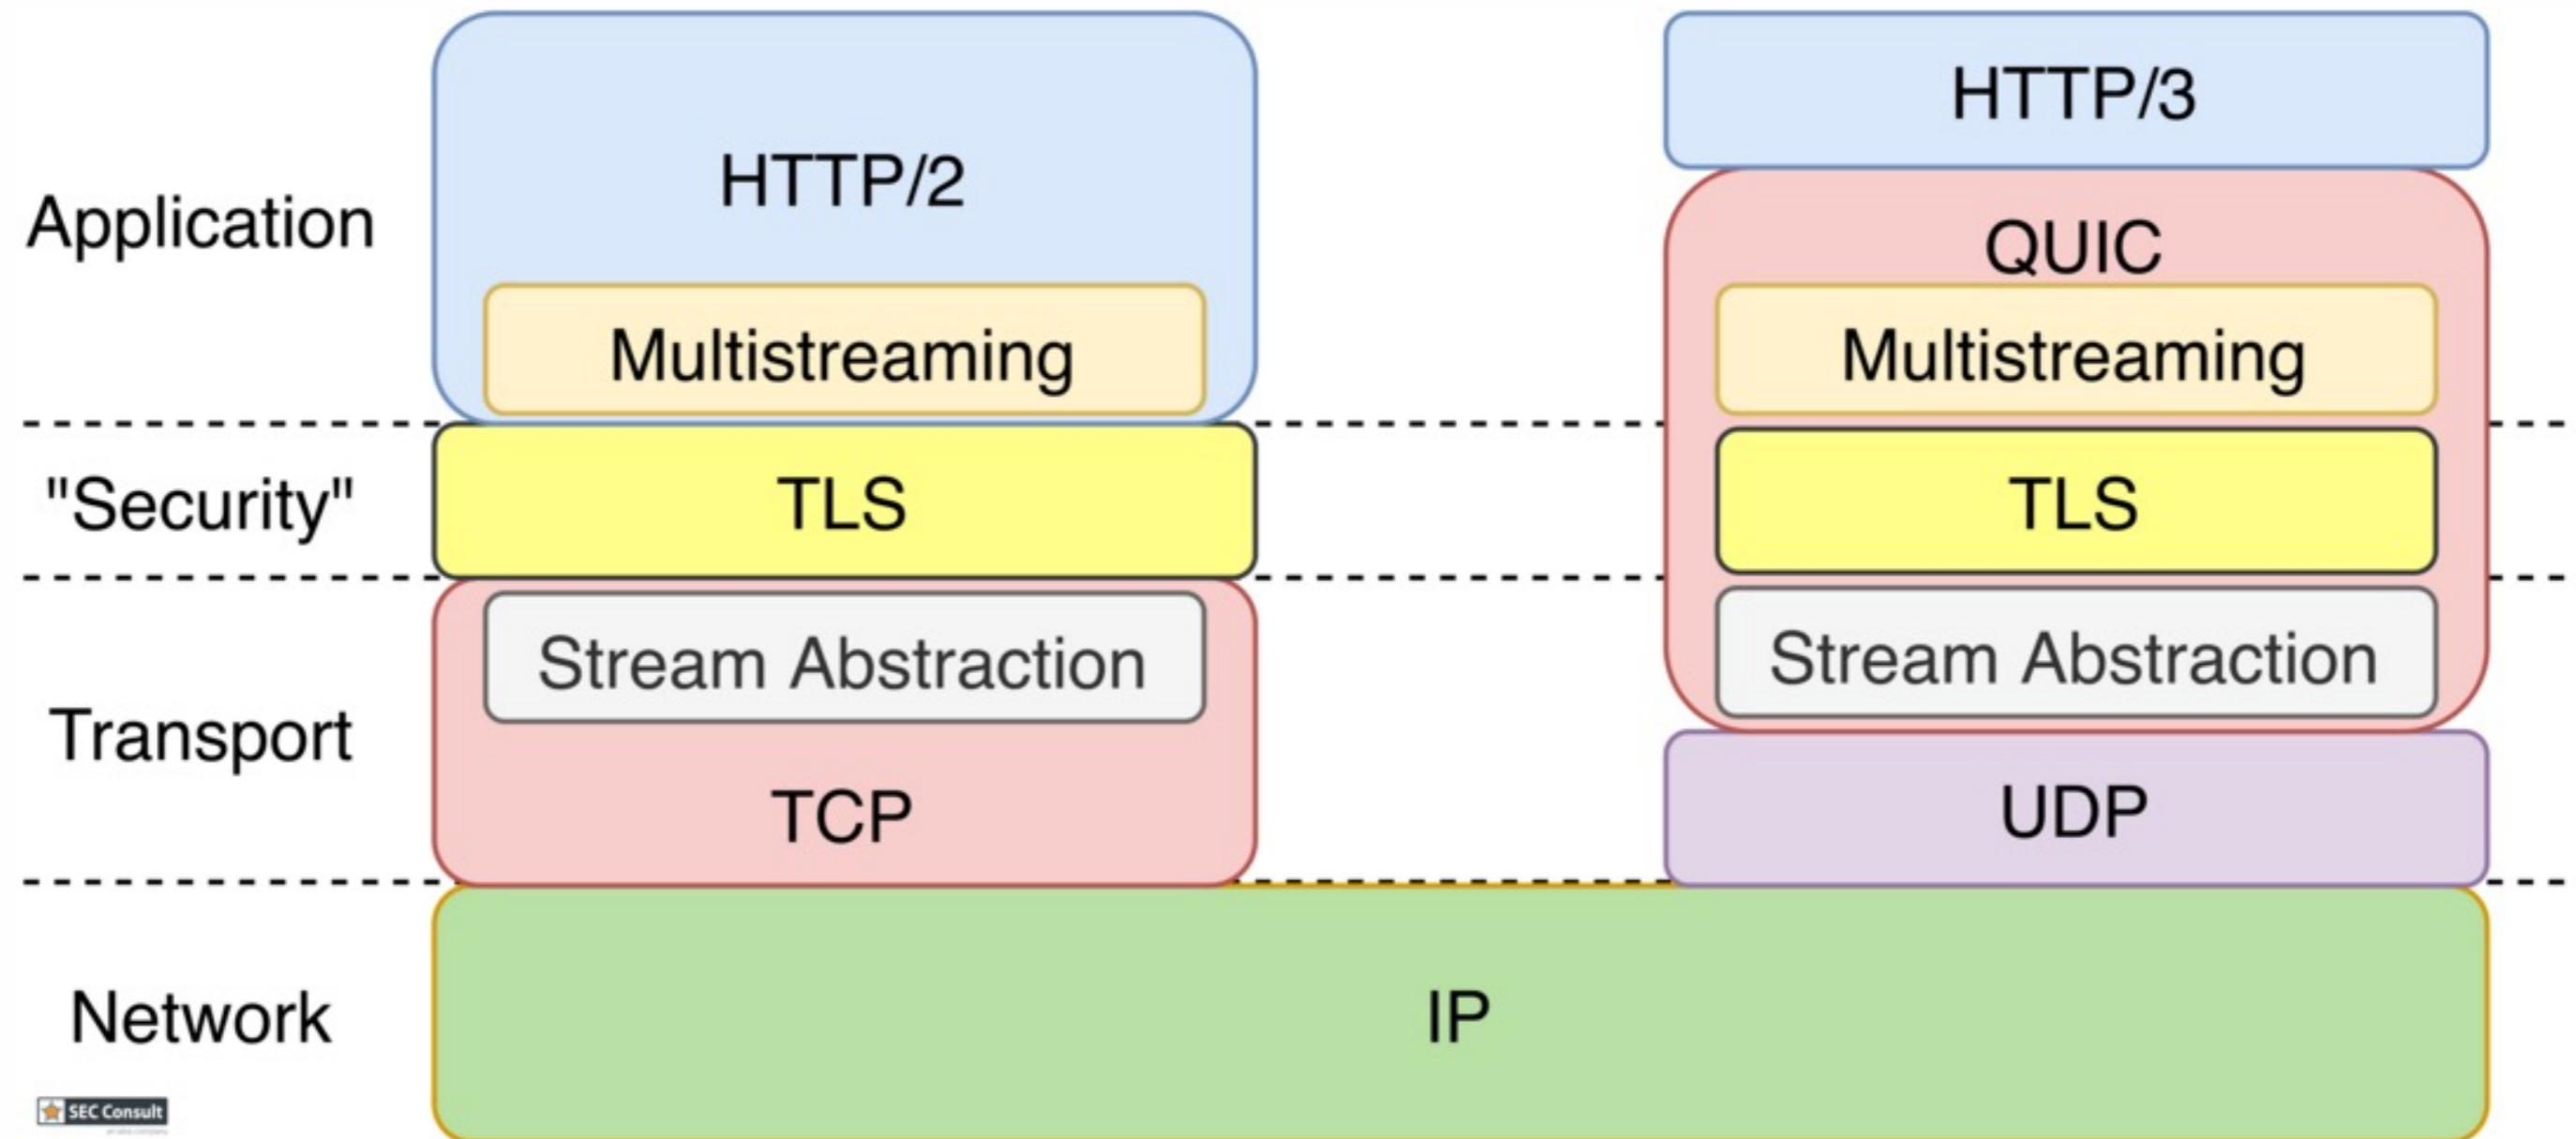 HTTP/2
HTTP/3
Application
QUIC
Multistreaming
Multistreaming
"Security"
TLS
TLS
Stream Abstraction
Stream Abstraction
Transport
TCP
UDP
Network
IP
SEC Consult